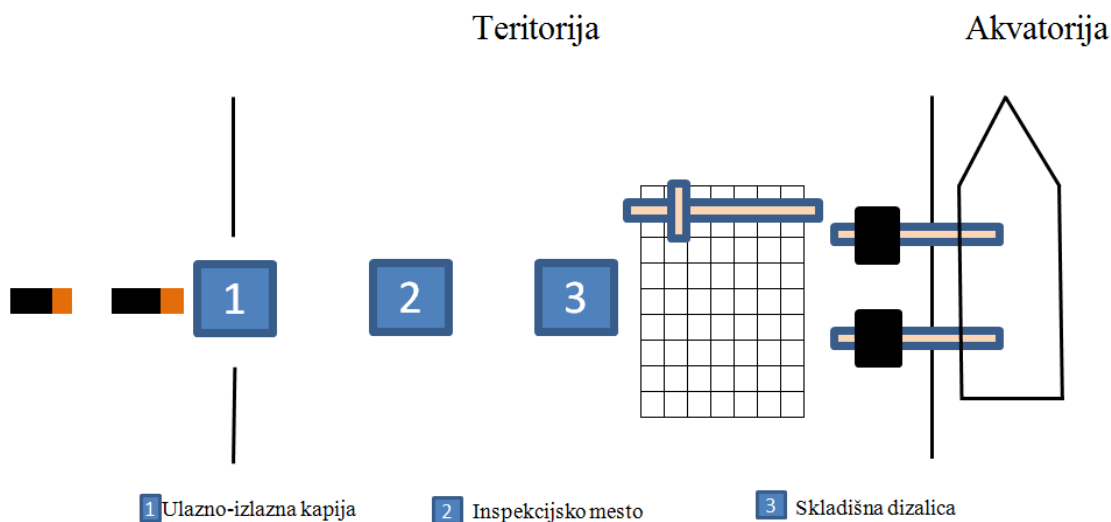 Teritorija
Akvatorija
1
2
3
1 Ulazno-izlazna kapija
2 Inspekcijsko mesto
3 Skladišna dizalica